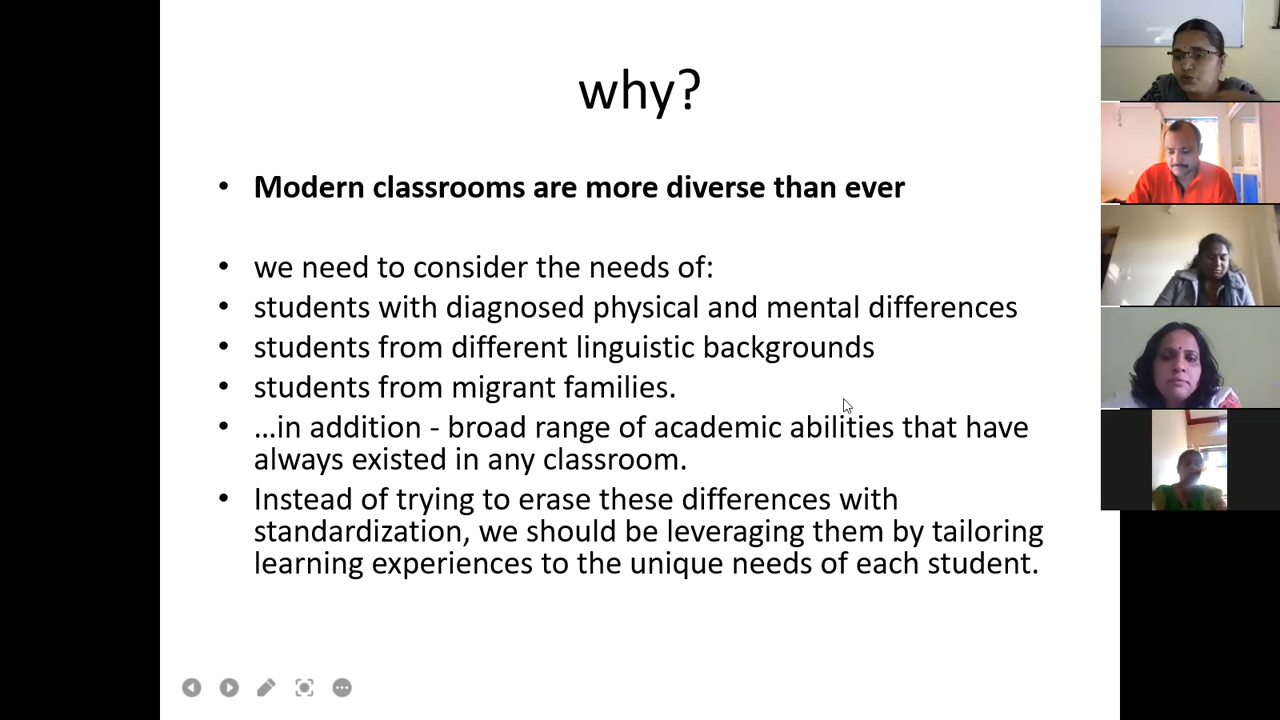 why?
• Modern classrooms are more diverse than ever
• we need to consider the needs of:
• students with diagnosed physical and mental differences
• students from different linguistic backgrounds
• students from migrant families.
• …in addition - broad range of academic abilities that have
always existed in any classroom.
• Instead of trying to erase these differences with
standardization, we should be leveraging them by tailoring
learning experiences to the unique needs of each student.